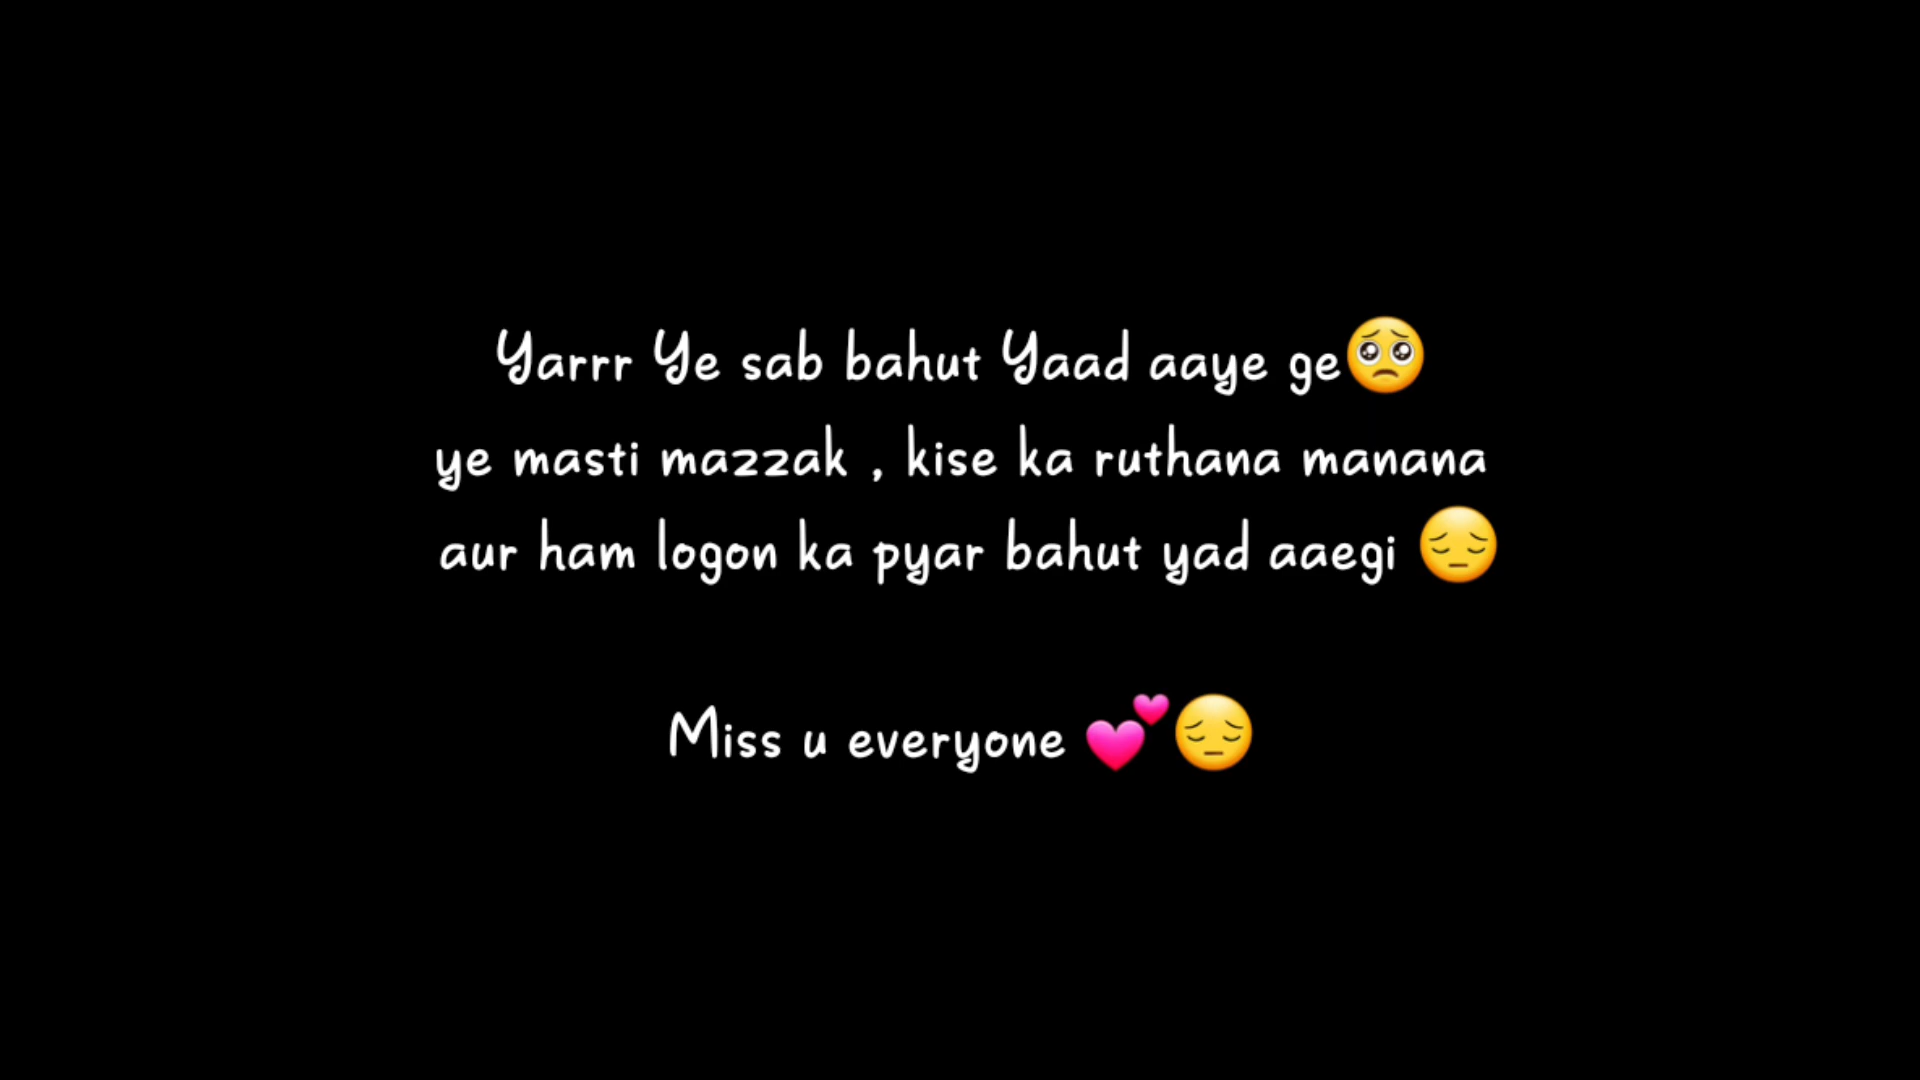 Yarrr Ye sab bahut Yaad aaye ge🥺
ye masti mazzak , kise ka ruthana manana
aur ham logon ka pyar bahut yad aaegi 😔
Miss u everyone 💕😔